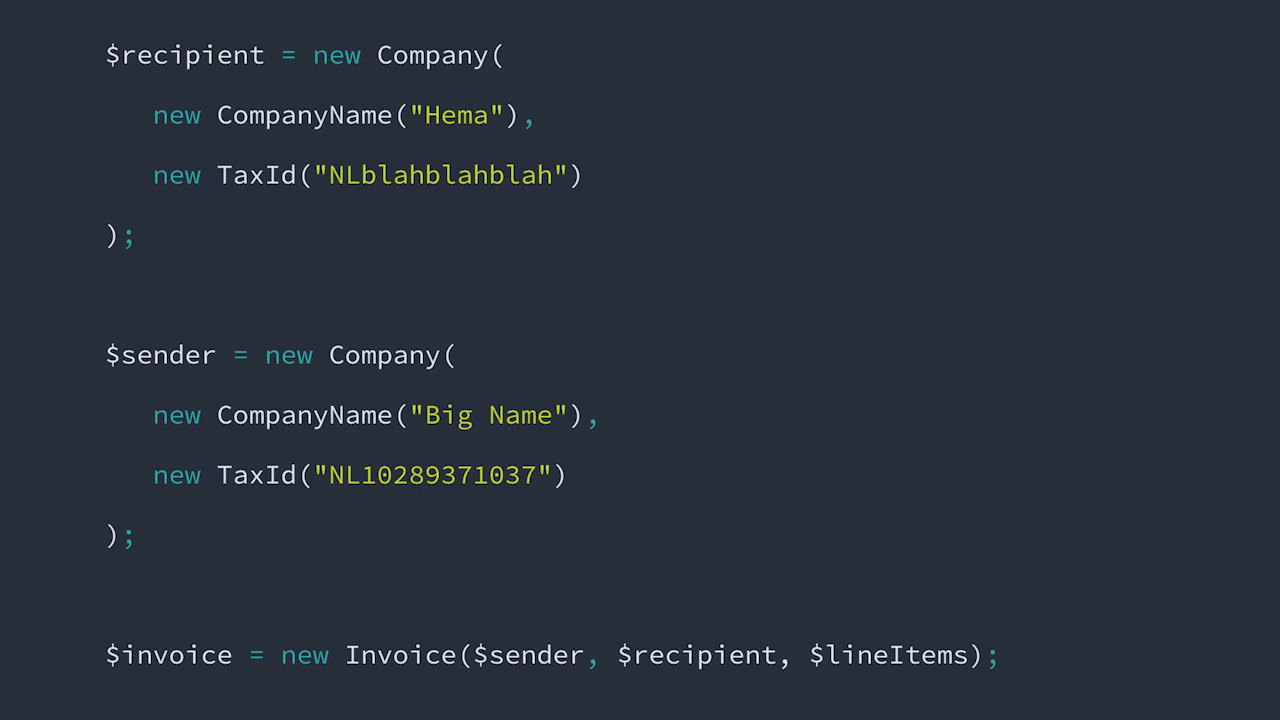 $recipient = new Company(
new CompanyName("Hema"),
new TaxId("NLblahblahblah")
);
$sender = new Company(
new CompanyName("Big Name"),
new TaxId("NL10289371037")
);
$invoice = new Invoice($sender, $recipient, $lineItems);